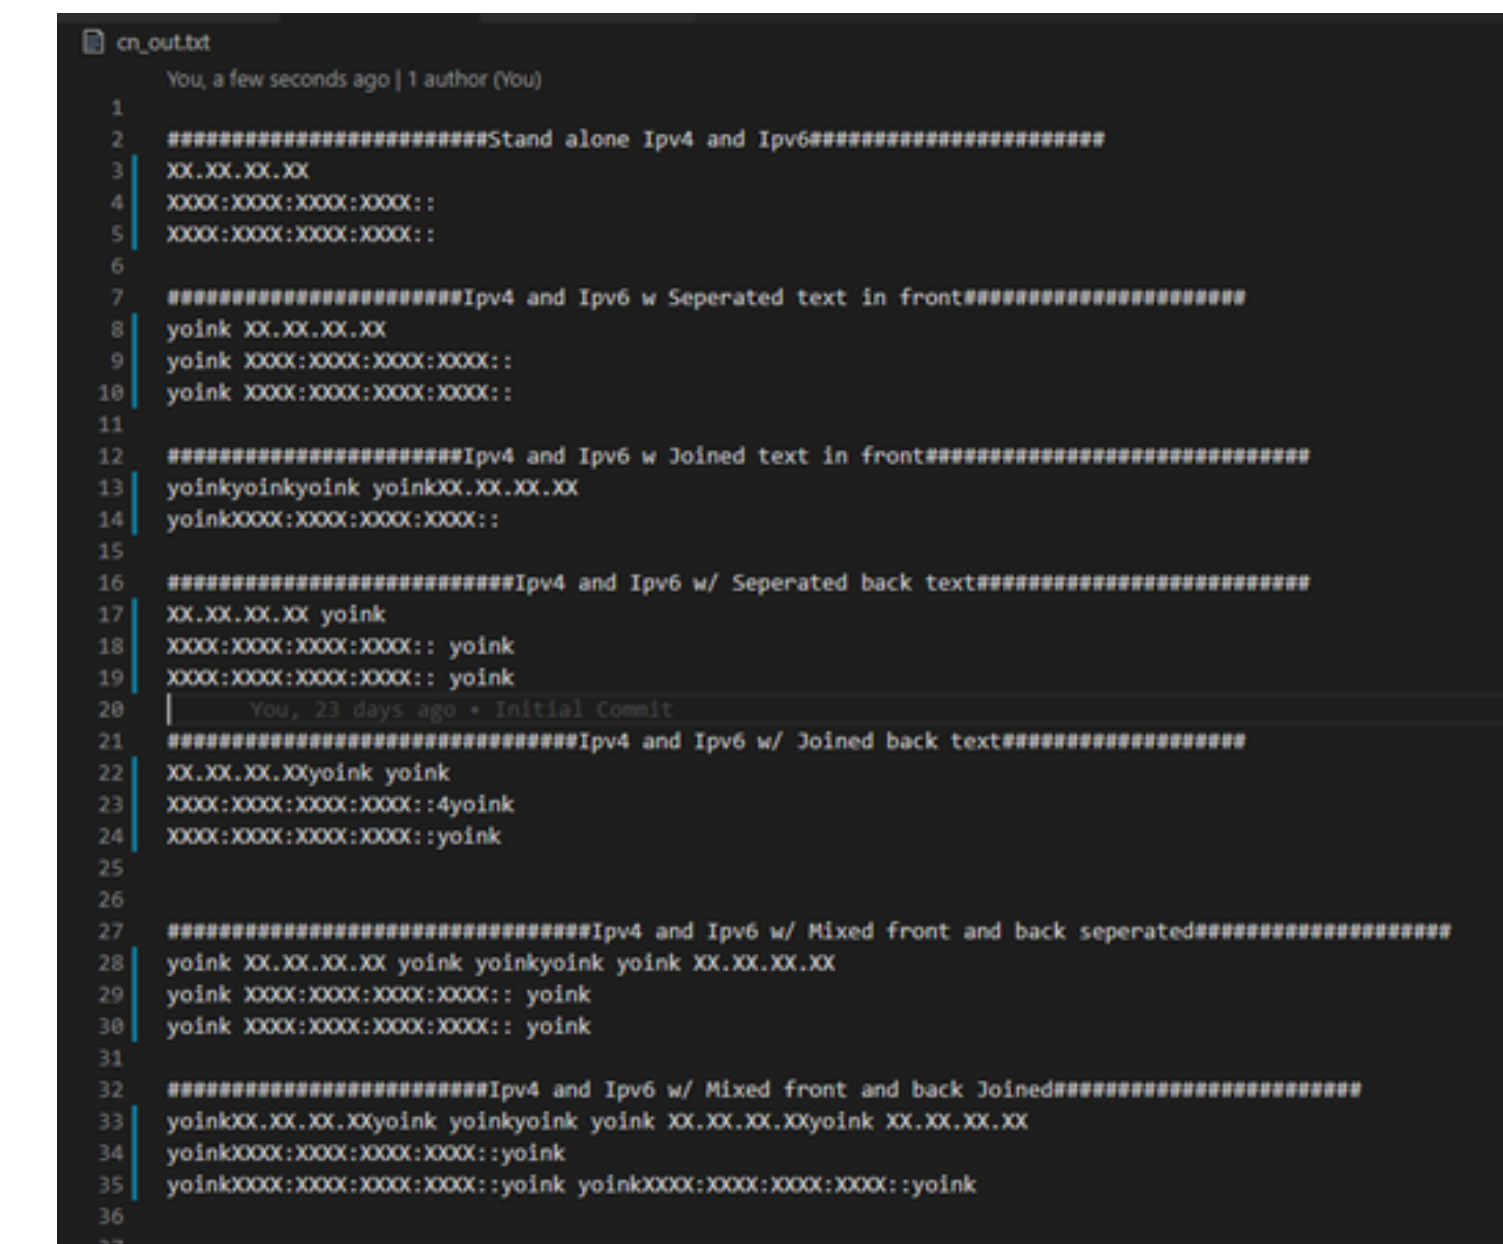 cn_out.txt
You, a few seconds ago | 1 author (You)
1
2 #########################Stand alone Ipv4 and Ipv6#######################
3 XX.XX.XX.XX
4 XXXX:XXXX:XXXX:XXXX::
5 XXXX:XXXX:XXXX:XXXX::
6
7 #######################Ipv4 and Ipv6 w Seperated text in front######################
8 yoink XX.XX.XX.XX
9 yoink XXXX:XXXX:XXXX:XXXX::
10 yoink XXXX:XXXX:XXXX:XXXX::
11
12 #######################Ipv4 and Ipv6 w Joined text in front##############################
13 yoinkyoinkyoink yoinkXX.XX.XX.XX
14 yoinkXXXX:XXXX:XXXX:XXXX::
15
16 ###########################Ipv4 and Ipv6 w/ Seperated back text##########################
17 XX.XX.XX.XX yoink
18 XXXX:XXXX:XXXX:XXXX:: yoink
19 XXXX:XXXX:XXXX:XXXX:: yoink
20 You, 23 days ago • Initial Commit
21 ################################Ipv4 and Ipv6 w/ Joined back text###################
22 XX.XX.XX.XXyoink yoink
23 XXXX:XXXX:XXXX:XXXX::4yoink
24 XXXX:XXXX:XXXX:XXXX::yoink
25
26
27 #################################Ipv4 and Ipv6 w/ Mixed front and back seperated####################
28 yoink XX.XX.XX.XX yoink yoinkyoink yoink XX.XX.XX.XX
29 yoink XXXX:XXXX:XXXX:XXXX:: yoink
30 yoink XXXX:XXXX:XXXX:XXXX:: yoink
31
32 #########################Ipv4 and Ipv6 w/ Mixed front and back Joined########################
33 yoinkXX.XX.XX.XXyoink yoinkyoink yoink XX.XX.XX.XXyoink XX.XX.XX.XX
34 yoinkXXXX:XXXX:XXXX:XXXX::yoink
35 yoinkXXXX:XXXX:XXXX:XXXX::yoink yoinkXXXX:XXXX:XXXX:XXXX::yoink
36